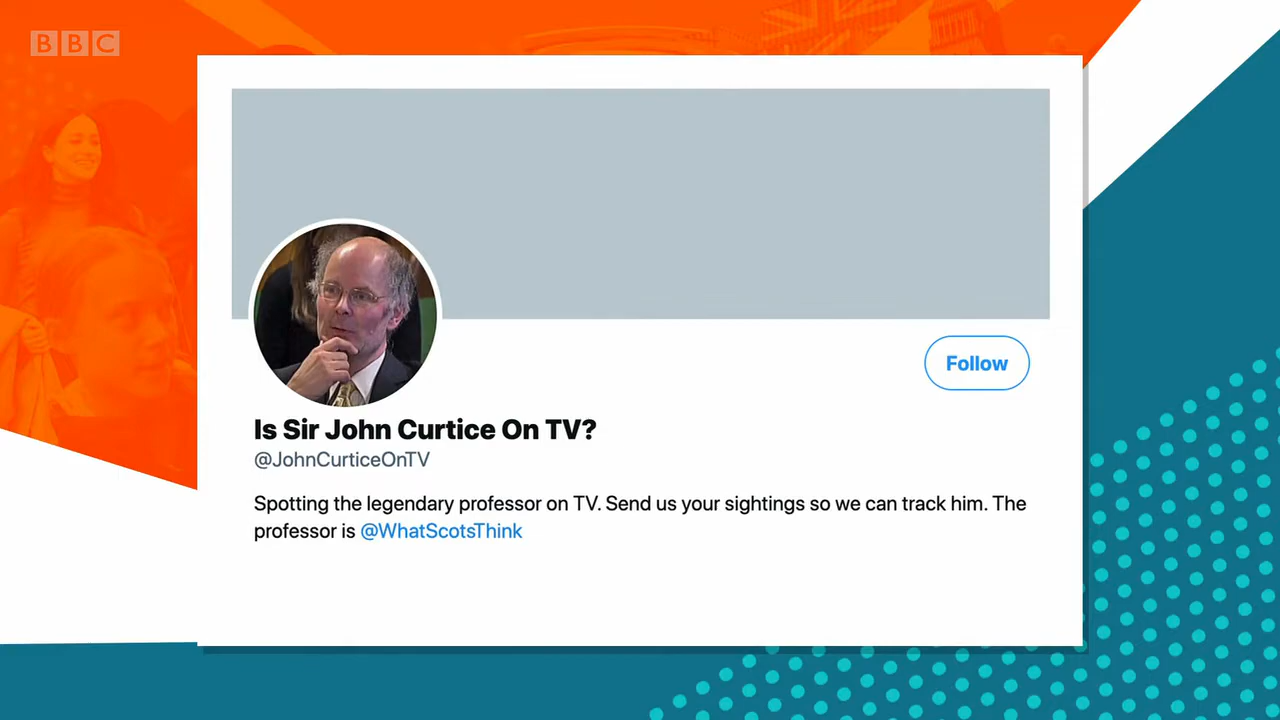 BBC
Follow
Is Sir John Curtice On TV?
@JohnCurticeOnTV
Spotting the legendary professor on TV. Send us your sightings so we can track him. The
professor is @WhatScotsThink